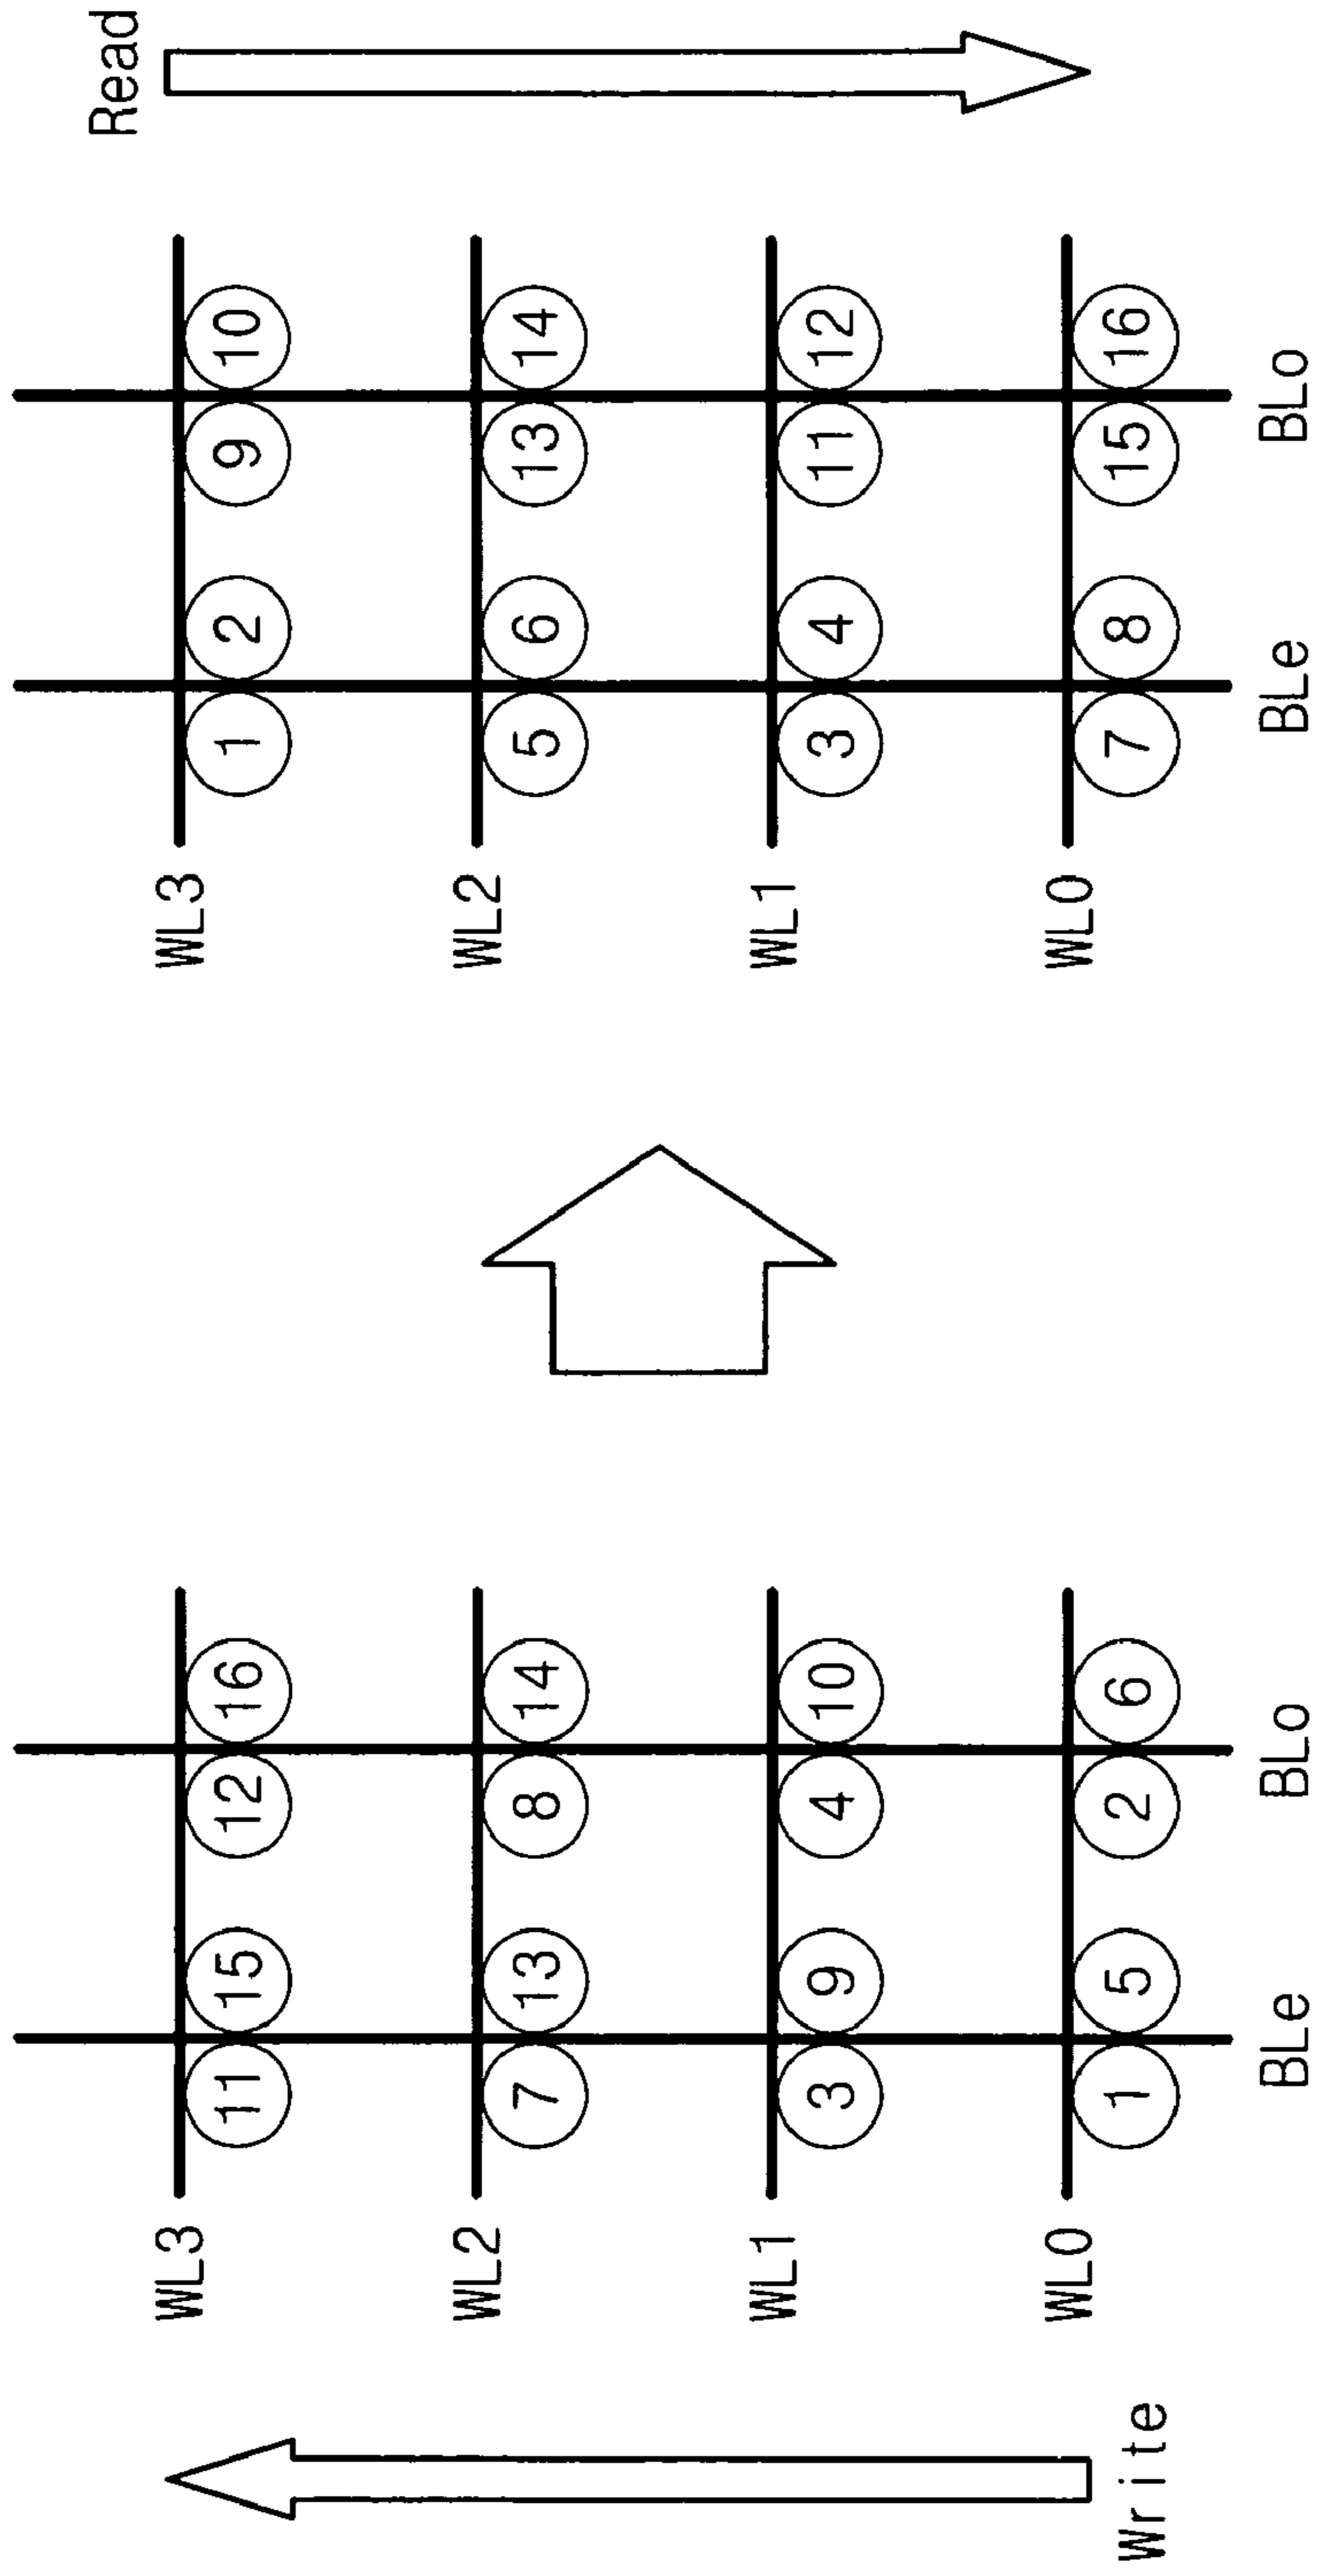 WL3 11 15 12 16
WL2 7 13 8 14
WL1 3 9 4 10
WL0 1 5 2 6
BLe BLo
Write
Read
WL3 1 2 9 10
WL2 5 6 13 14
WL1 3 4 11 12
WL0 7 8 15 16
BLe BLo